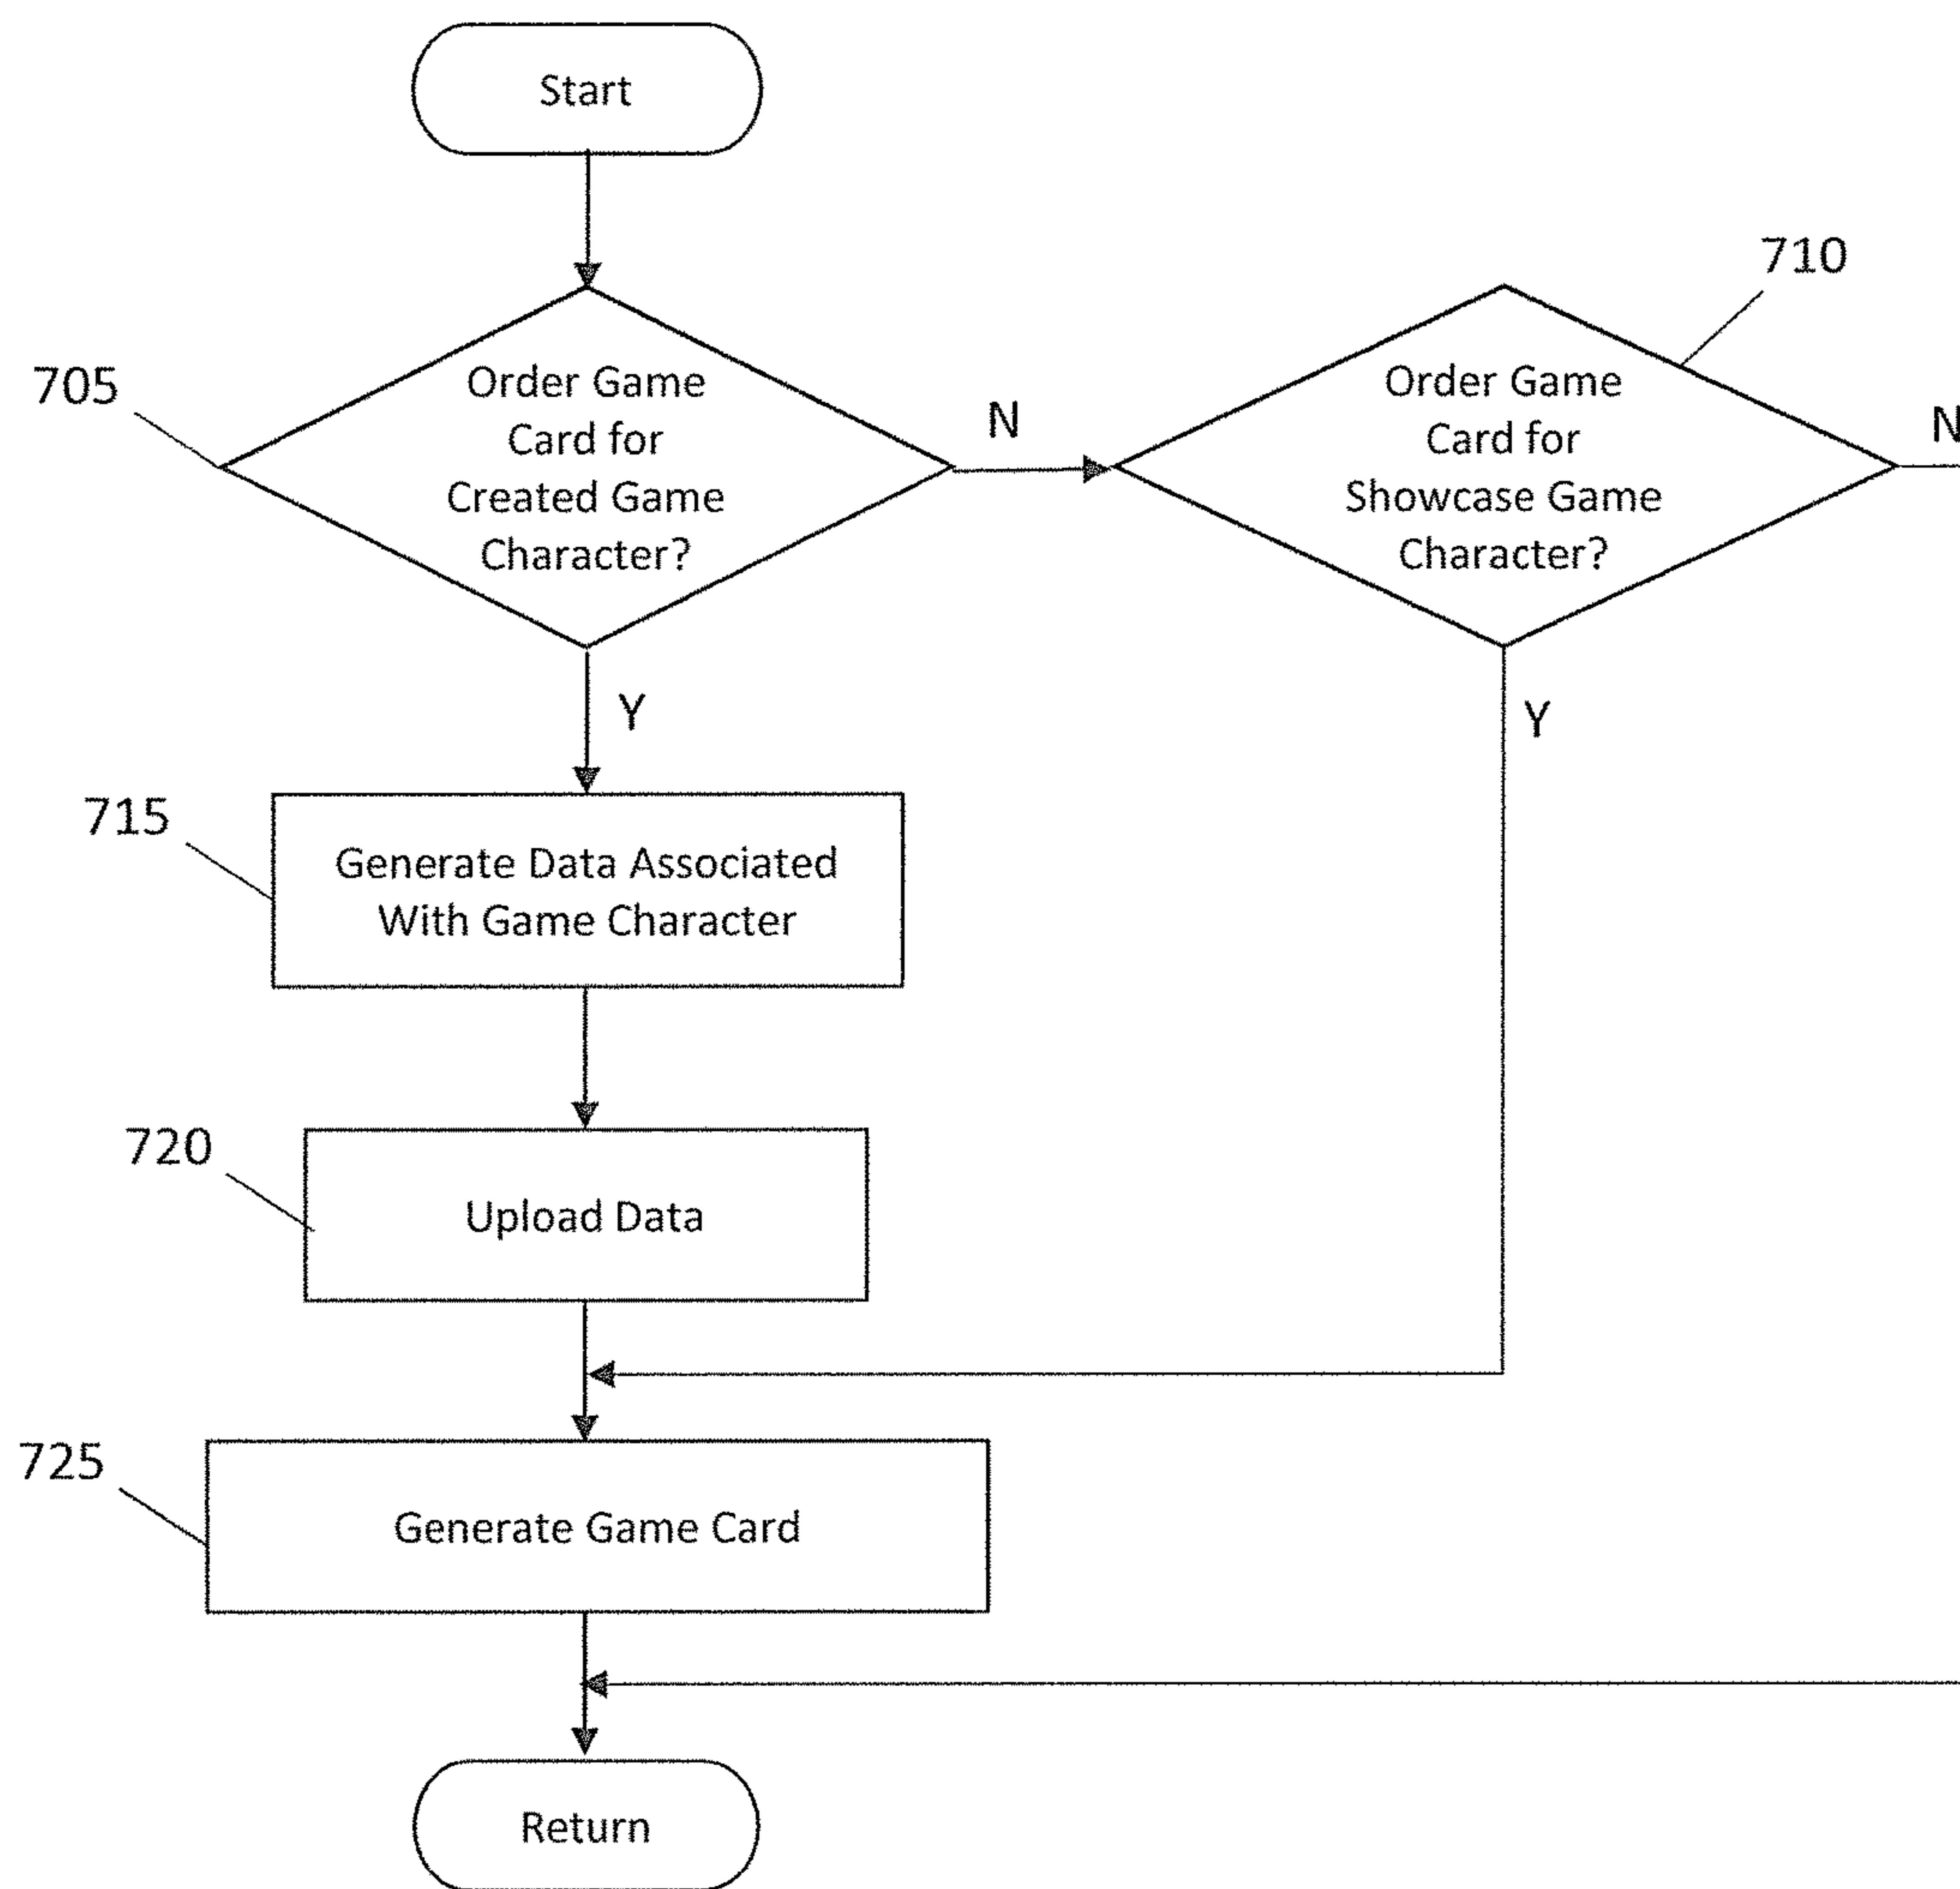 Start
710
705
Order Game
Card for
Created Game
Character?
N
Order Game
Card for
Showcase Game
Character?
N
Y
Y
715
Generate Data Associated
With Game Character
720
Upload Data
725
Generate Game Card
Return